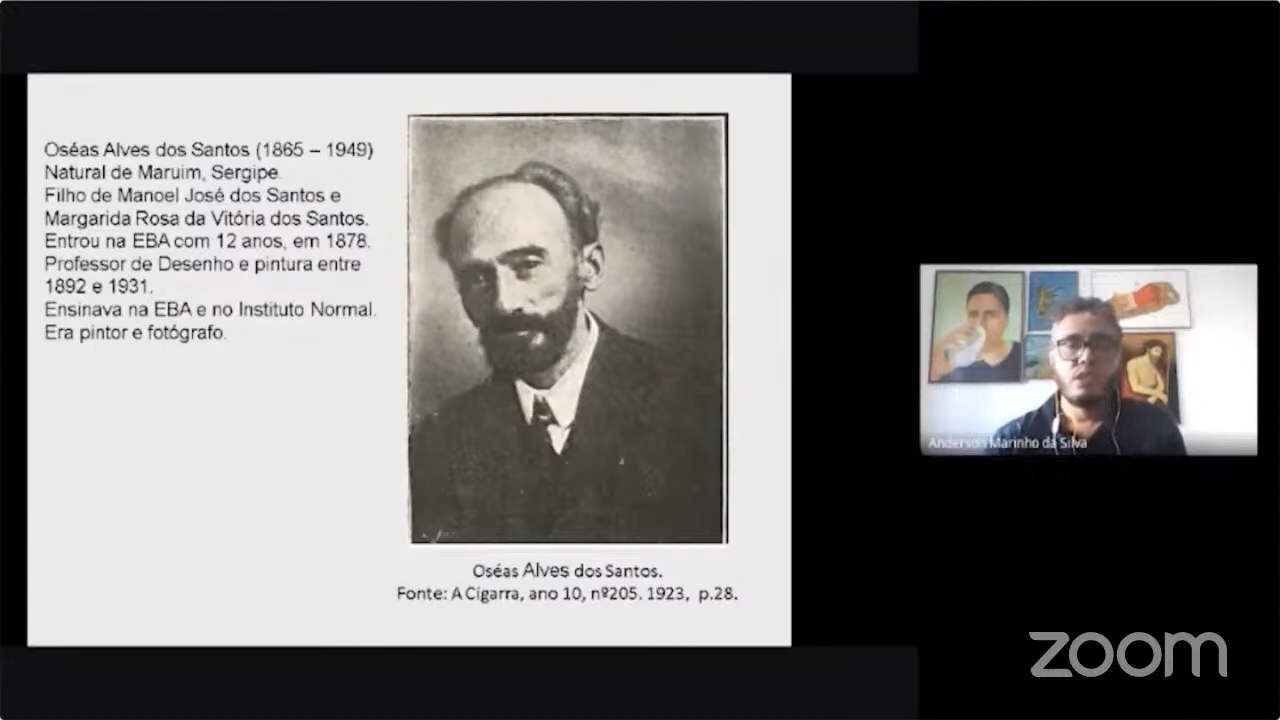 Oséas Alves dos Santos (1865 – 1949)
Natural de Maruim, Sergipe.
Filho de Manoel José dos Santos e
Margarida Rosa da Vitória dos Santos.
Entrou na EBA com 12 anos, em 1878.
Professor de Desenho e pintura entre
1892 e 1931.
Ensinava na EBA e no Instituto Normal.
Era pintor e fotógrafo.
Oséas Alves dos Santos.
Fonte: A Cigarra, ano 10, nº205. 1923, p.28.
Anderson Marinho da Silva
zoom